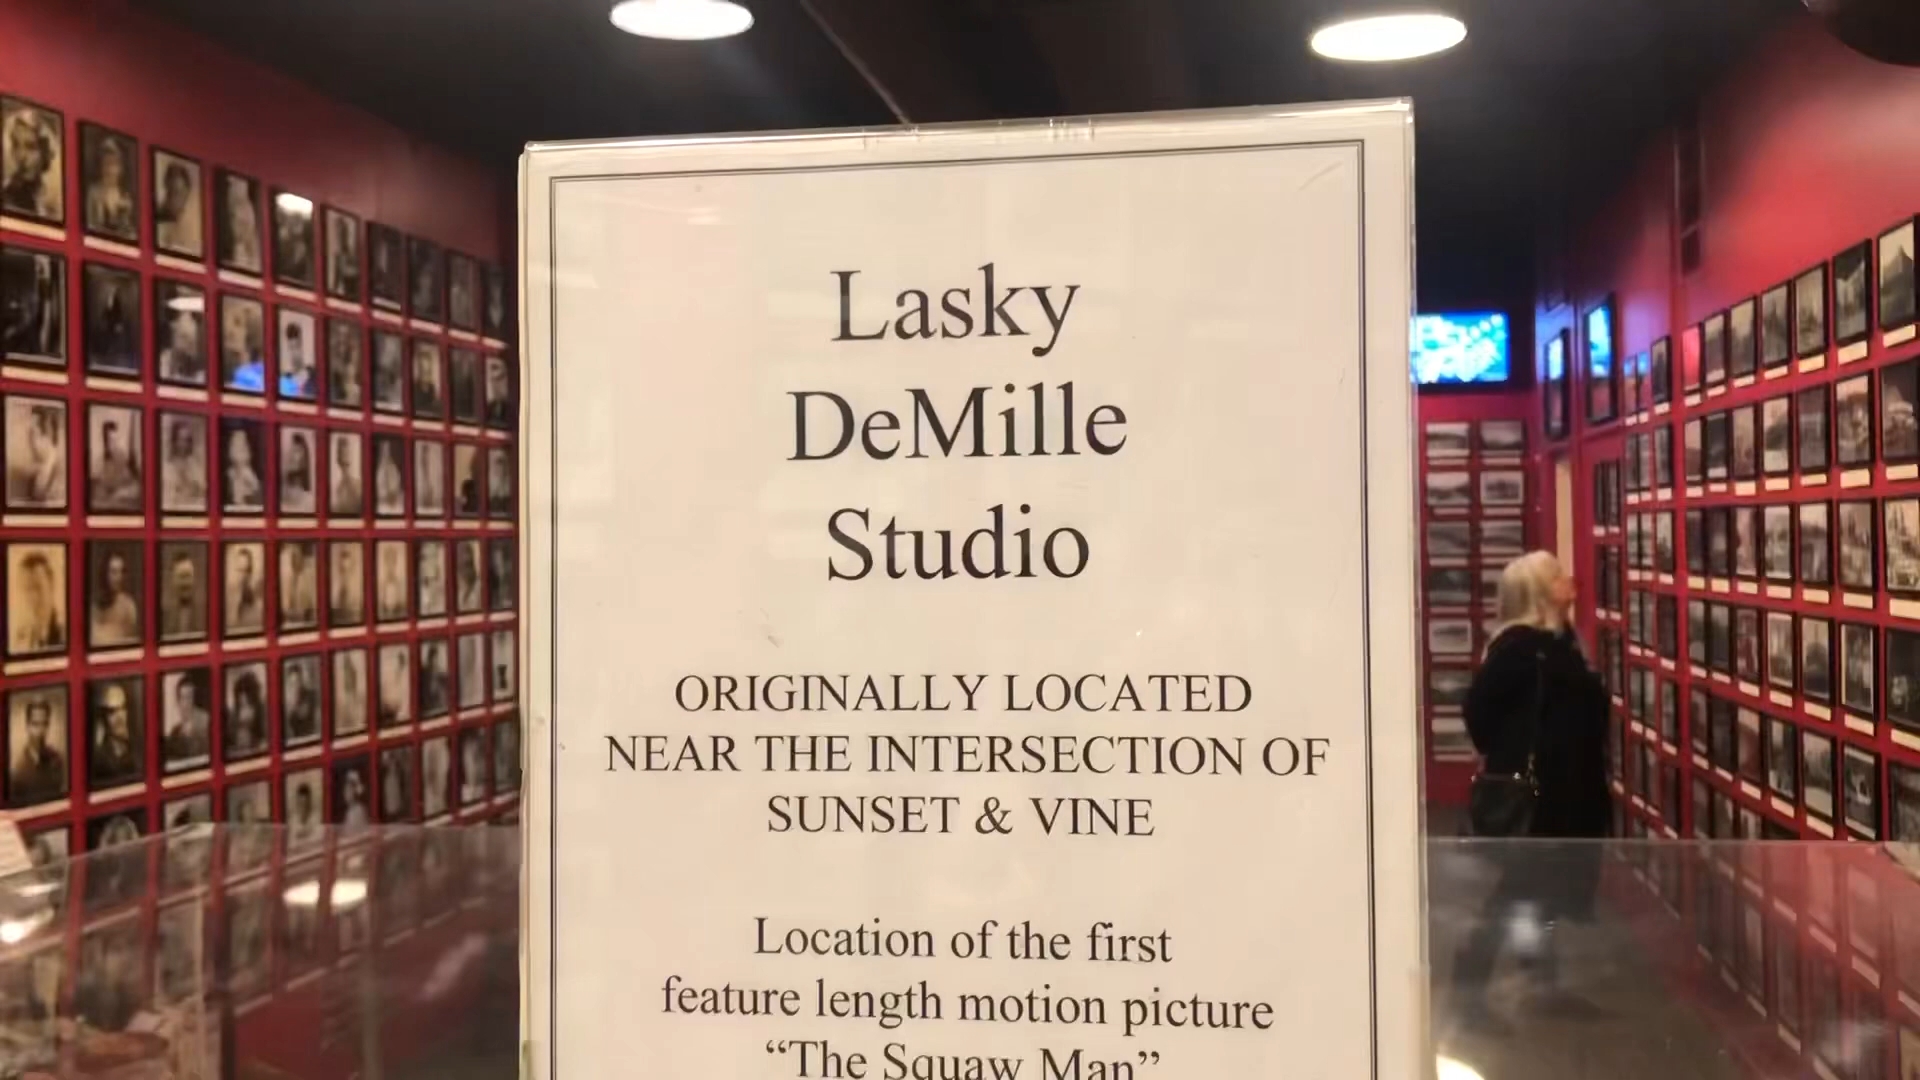 Lasky
DeMille
Studio
ORIGINALLY LOCATED
NEAR THE INTERSECTION OF
SUNSET & VINE
Location of the first
feature length motion picture
“The Squaw Man”